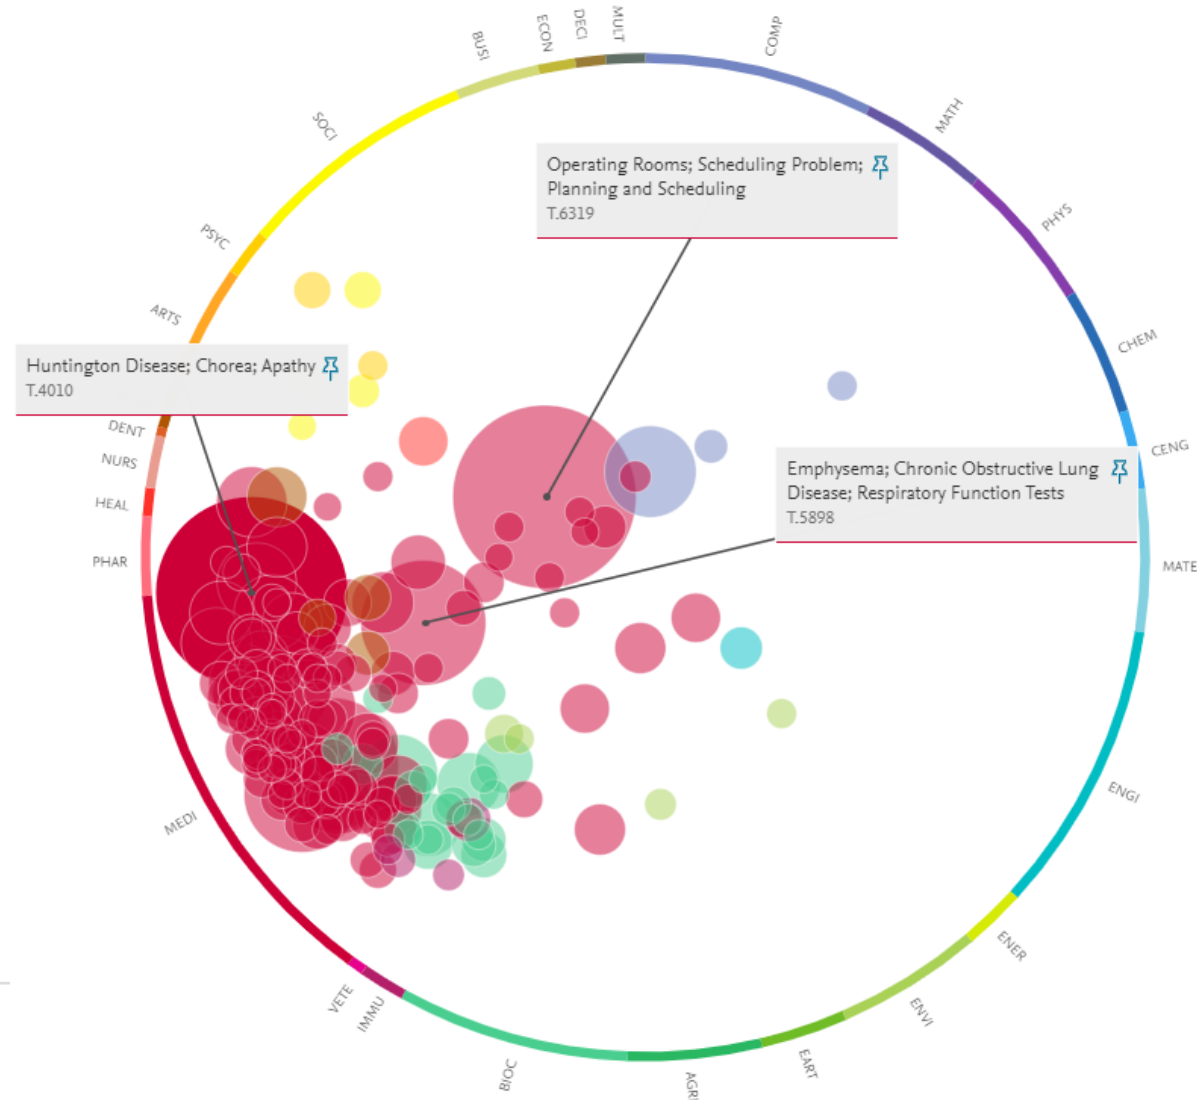 MULT
DECI
ECON
BUSI
COMP
SOCI
MATH
Operating Rooms; Scheduling Problem;
Planning and Scheduling
T.6319
PSYC
PHYS
ARTS
CHEM
Huntington Disease; Chorea; Apathy
T.4010
DENT
CENG
NURS
Emphysema; Chronic Obstructive Lung
Disease; Respiratory Function Tests
T.5898
HEAL
PHAR
MATE
ENGI
MEDI
ENER
VETE
IMMU
ENVI
EART
BIOC
AGRI